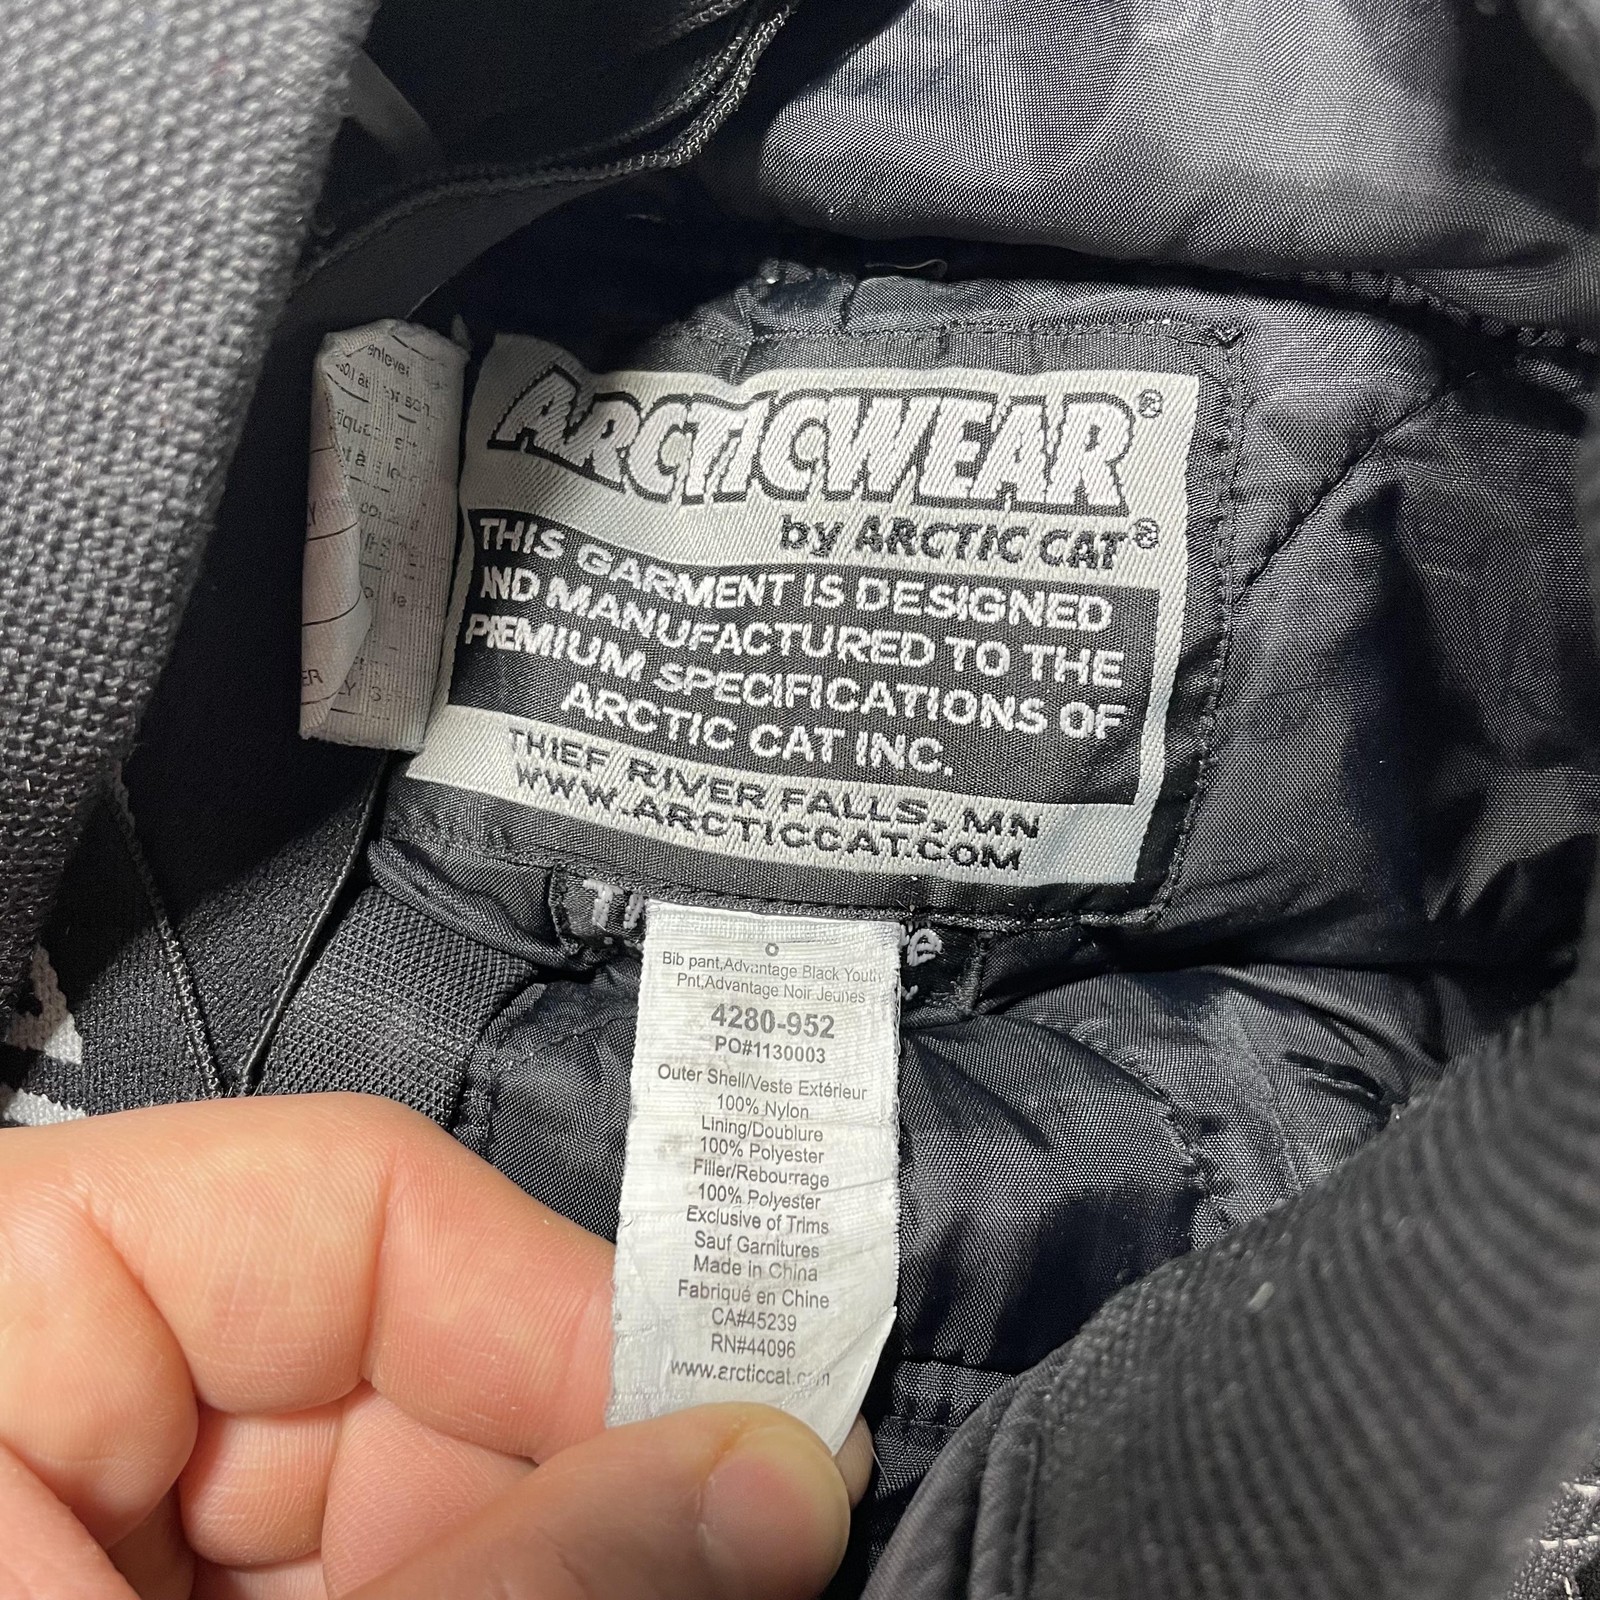 ARCTICWEAR®
by ARCTIC CAT®
THIS GARMENT IS DESIGNED
AND MANUFACTURED TO THE
PREMIUM SPECIFICATIONS OF
ARCTIC CAT INC.
THIEF RIVER FALLS, MN
WWW.ARCTICCAT.COM
Bib pant,Advantage Black Youth
Pnt,Advantage Noir Jeunes
4280-952
PO#1130003
Outer Shell/Veste Extérieur
100% Nylon
Lining/Doublure
100% Polyester
Filler/Rebourrage
100% Polyester
Exclusive of Trims
Sauf Garnitures
Made in China
Fabriqué en Chine
CA#45239
RN#44096
www.arcticcat.com